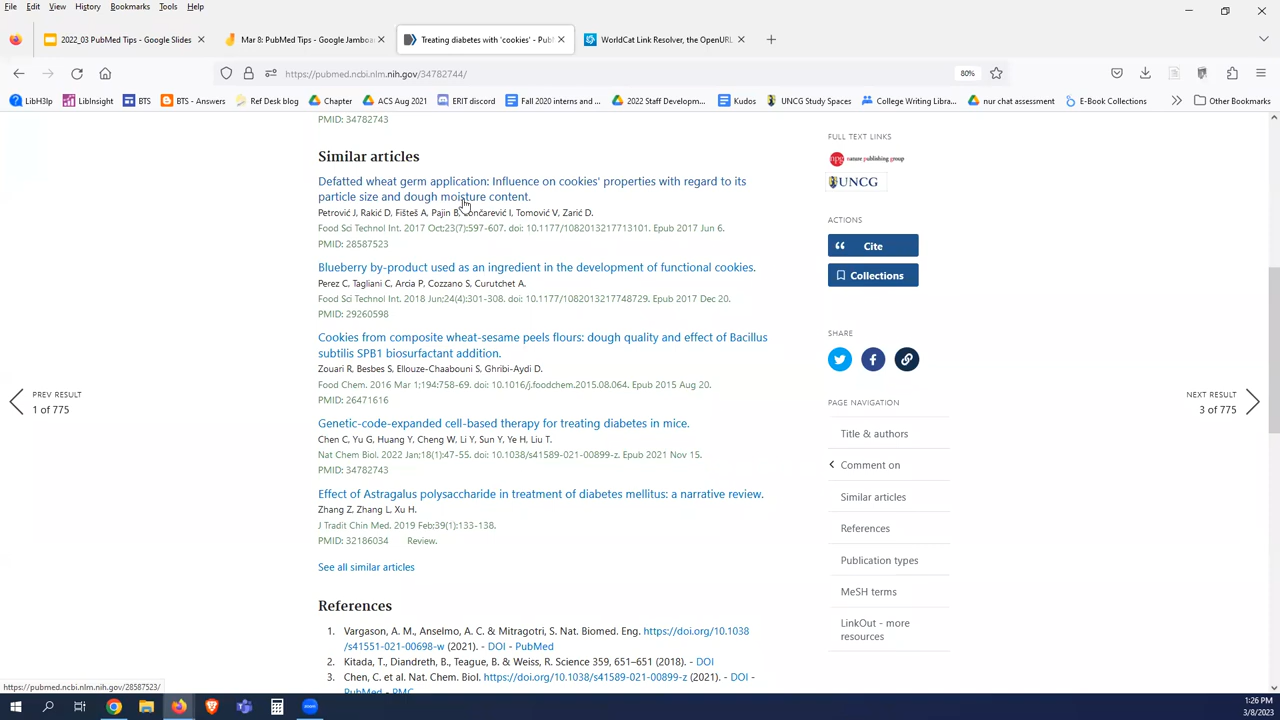 File Edit View History Bookmarks Tools Help
2022_03 PubMed Tips - Google Slides
Mar 8: PubMed Tips - Google Jamboa
Treating diabetes with 'cookies' - Pub
WorldCat Link Resolver, the OpenURL
https://pubmed.ncbi.nlm.nih.gov/34782744/
80%
LibH3lp
LibInsight
BTS
BTS - Answers
Ref Desk blog
Chapter
ACS Aug 2021
ERIT discord
Fall 2020 interns and ...
2022 Staff Developm...
Kudos
UNCG Study Spaces
College Writing Libra...
nur chat assessment
E-Book Collections
Other Bookmarks
PMID: 34782743
Similar articles
Defatted wheat germ application: Influence on cookies' properties with regard to its
particle size and dough moisture content.
Petrović J, Rakić D, Fišteš A, Pajin B, Lončarević I, Tomović V, Zarić D.
Food Sci Technol Int. 2017 Oct;23(7):597-607. doi: 10.1177/1082013217713101. Epub 2017 Jun 6.
PMID: 28587523
Blueberry by-product used as an ingredient in the development of functional cookies.
Perez C, Tagliani C, Arcia P, Cozzano S, Curutchet A.
Food Sci Technol Int. 2018 Jun;24(4):301-308. doi: 10.1177/1082013217748729. Epub 2017 Dec 20.
PMID: 29260598
Cookies from composite wheat-sesame peels flours: dough quality and effect of Bacillus
subtilis SPB1 biosurfactant addition.
Zouari R, Besbes S, Ellouze-Chaabouni S, Ghribi-Aydi D.
Food Chem. 2016 Mar 1;194:758-69. doi: 10.1016/j.foodchem.2015.08.064. Epub 2015 Aug 20.
PMID: 26471616
Genetic-code-expanded cell-based therapy for treating diabetes in mice.
Chen C, Yu G, Huang Y, Cheng W, Li Y, Sun Y, Ye H, Liu T.
Nat Chem Biol. 2022 Jan;18(1):47-55. doi: 10.1038/s41589-021-00899-z. Epub 2021 Nov 15.
PMID: 34782743
Effect of Astragalus polysaccharide in treatment of diabetes mellitus: a narrative review.
Zhang Z, Zhang L, Xu H.
J Tradit Chin Med. 2019 Feb;39(1):133-138.
PMID: 32186034 Review.
See all similar articles
References
1. Vargason, A. M., Anselmo, A. C. & Mitragotri, S. Nat. Biomed. Eng. https://doi.org/10.1038
/s41551-021-00698-w (2021). - DOI - PubMed
2. Kitada, T., Diandreth, B., Teague, B. & Weiss, R. Science 359, 651–651 (2018). - DOI
3. Chen, C. et al. Nat. Chem. Biol. https://doi.org/10.1038/s41589-021-00899-z (2021). - DOI -
PubMed - PMC
PREV RESULT
1 of 775
NEXT RESULT
3 of 775
FULL TEXT LINKS
npg nature publishing group
UNCG
ACTIONS
Cite
Collections
SHARE
PAGE NAVIGATION
Title & authors
Comment on
Similar articles
References
Publication types
MeSH terms
LinkOut - more
resources
https://pubmed.ncbi.nlm.nih.gov/28587523/
zoom
1:26 PM
3/8/2023